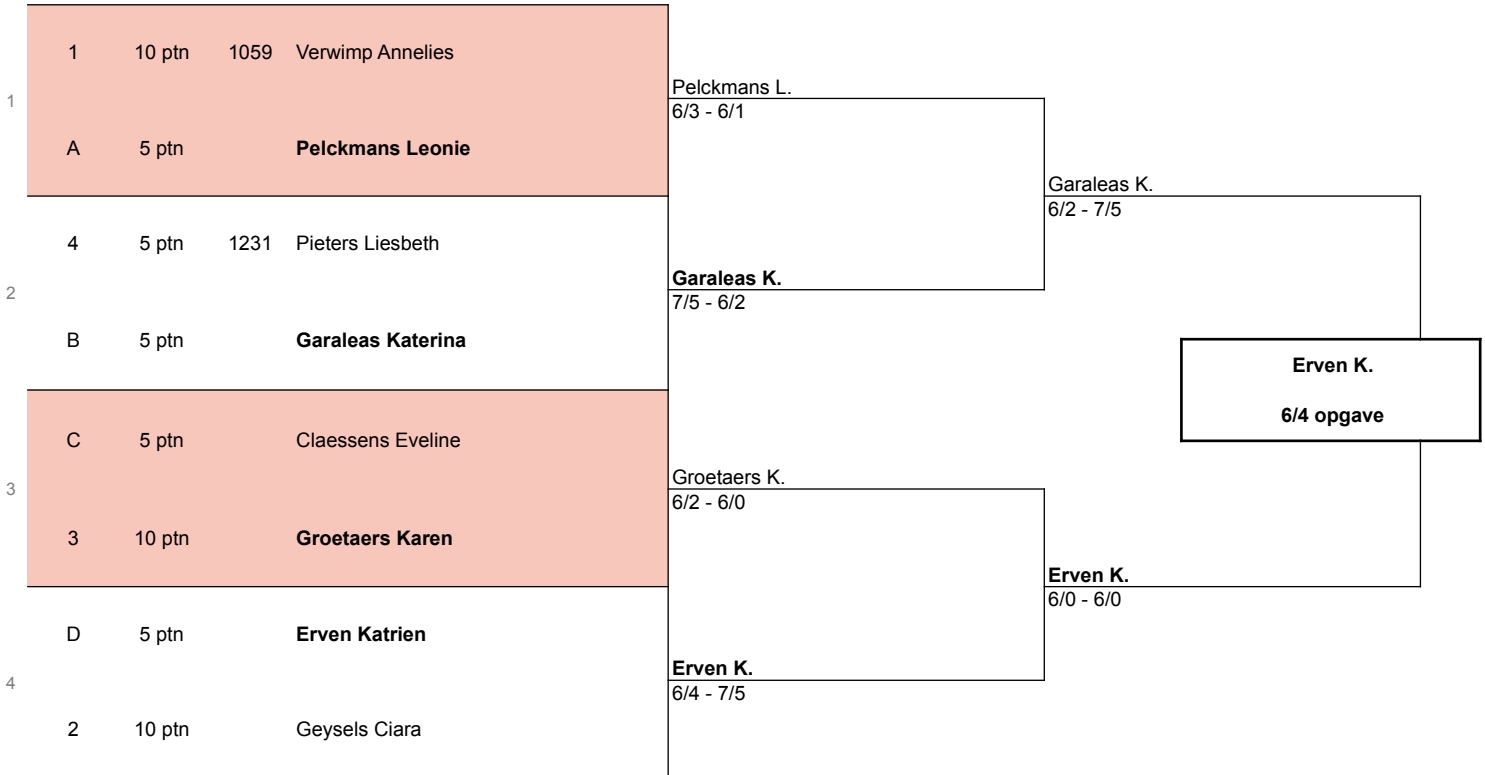 1 10 ptn 1059 Verwimp Annelies
Pelckmans L.
1
6/3 - 6/1
A 5 ptn Pelckmans Leonie
Garaleas K.
6/2 - 7/5
4 5 ptn 1231 Pieters Liesbeth
Garaleas K.
2
7/5 - 6/2
B 5 ptn Garaleas Katerina
Erven K.
6/4 opgave
C 5 ptn Claessens Eveline
Groetaers K.
3
6/2 - 6/0
3 10 ptn Groetaers Karen
Erven K.
6/0 - 6/0
D 5 ptn Erven Katrien
Erven K.
4
6/4 - 7/5
2 10 ptn Geysels Ciara